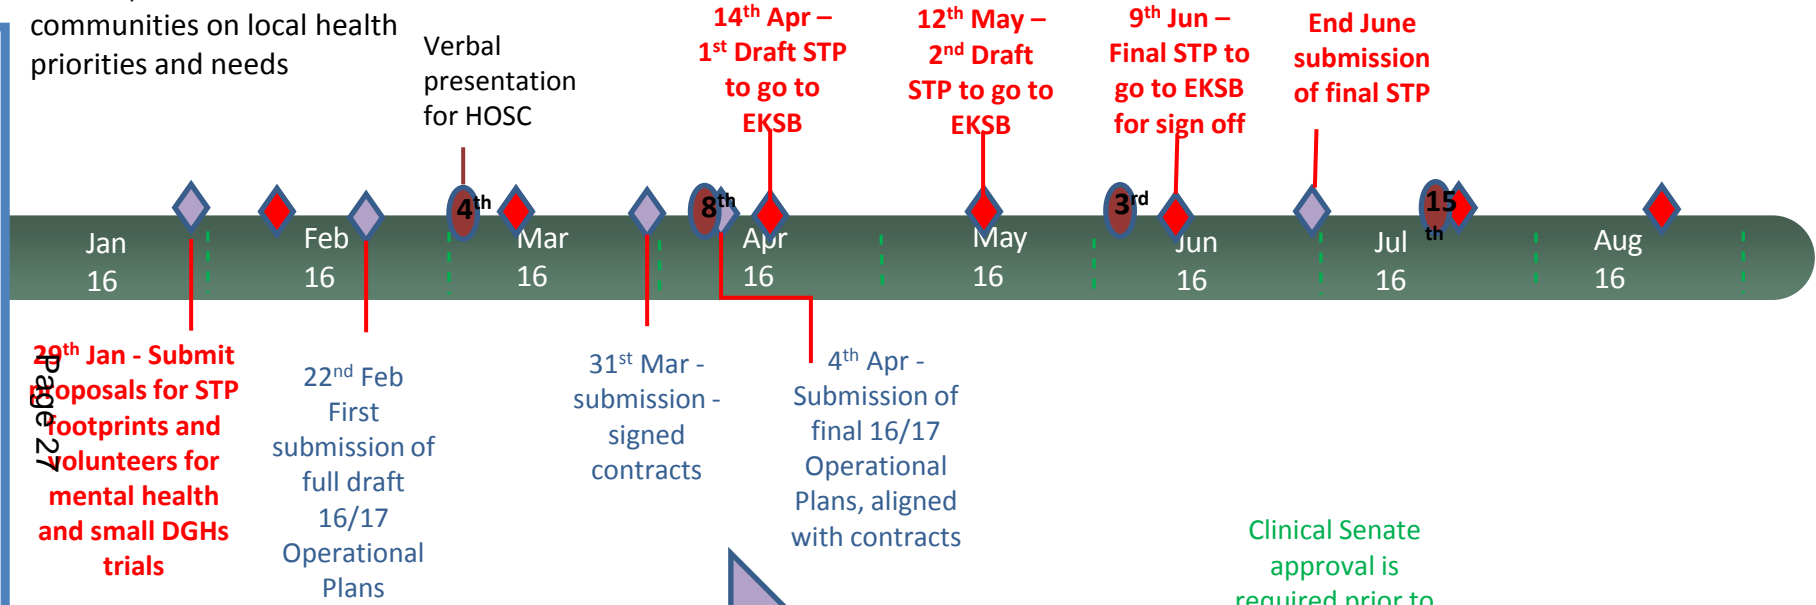 communities on local health
priorities and needs
Verbal
presentation
for HOSC
14th Apr –
1st Draft STP
to go to
EKSB
12th May –
2nd Draft
STP to go to
EKSB
9th Jun –
Final STP to
go to EKSB
for sign off
End June
submission
of final STP
4th
8th
3rd
15
th
Jan
16
Feb
16
Mar
16
Apr
16
May
16
Jun
16
Jul
16
Aug
16
29th Jan - Submit
proposals for STP
footprints and
volunteers for
mental health
and small DGHs
trials
Page 27
22nd Feb
First
submission of
full draft
16/17
Operational
Plans
31st Mar -
submission -
signed
contracts
4th Apr -
Submission of
final 16/17
Operational
Plans, aligned
with contracts
Clinical Senate
approval is
required prior to